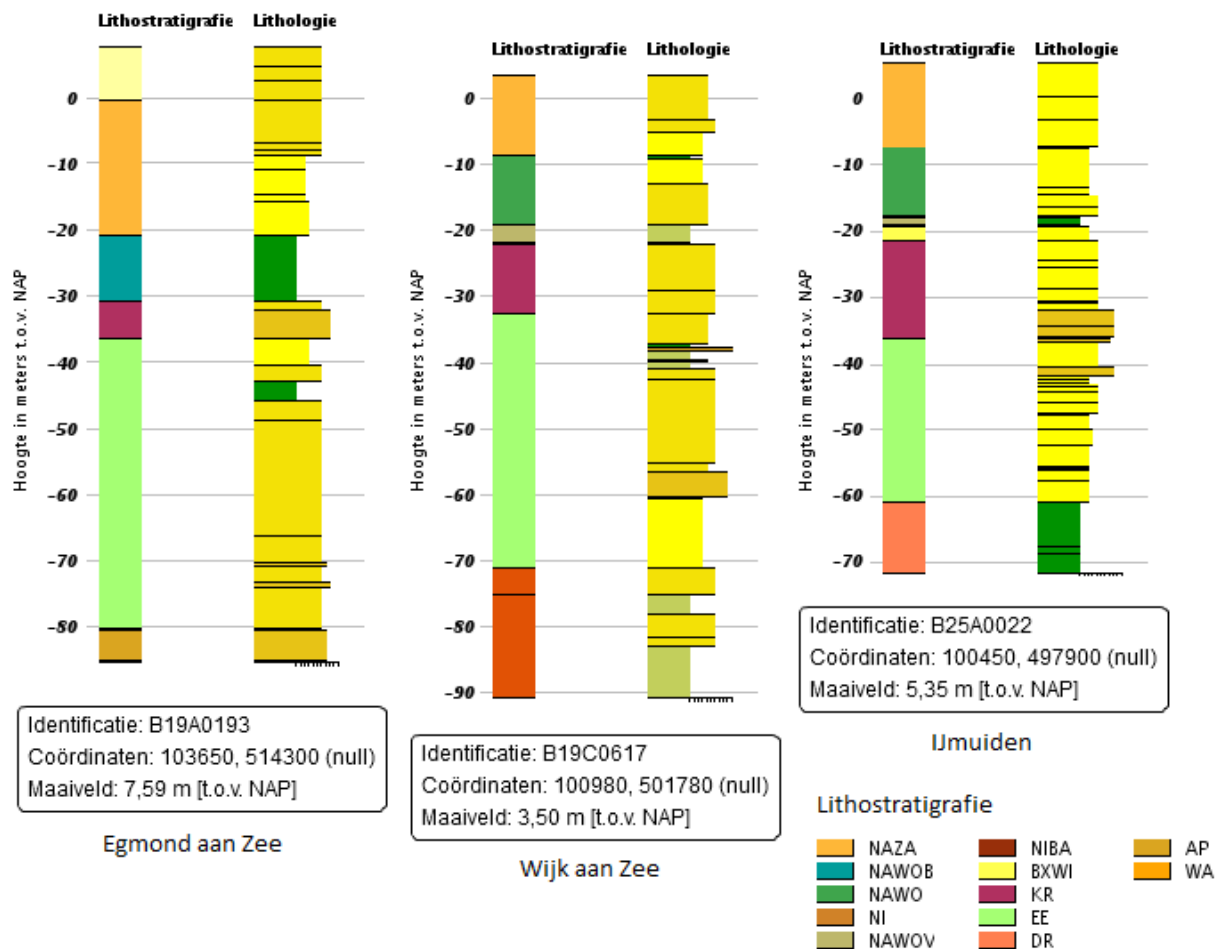 Lithostratigrafie Lithologie
0
-10
-20
-30
-40
-50
-60
-70
-80
Hoogte in meters t.o.v. NAP
Identificatie: B19A0193
Coördinaten: 103650, 514300 (null)
Maaiveld: 7,59 m [t.o.v. NAP]
Egmond aan Zee
Lithostratigrafie Lithologie
0
-10
-20
-30
-40
-50
-60
-70
-80
-90
Hoogte in meters t.o.v. NAP
Identificatie: B19C0617
Coördinaten: 100980, 501780 (null)
Maaiveld: 3,50 m [t.o.v. NAP]
Wijk aan Zee
Lithostratigrafie Lithologie
0
-10
-20
-30
-40
-50
-60
-70
Hoogte in meters t.o.v. NAP
Identificatie: B25A0022
Coördinaten: 100450, 497900 (null)
Maaiveld: 5,35 m [t.o.v. NAP]
IJmuiden
Lithostratigrafie
NAZA NIBA AP
NAWOB BXWI WA
NAWO KR
NI EE
NAWOV DR